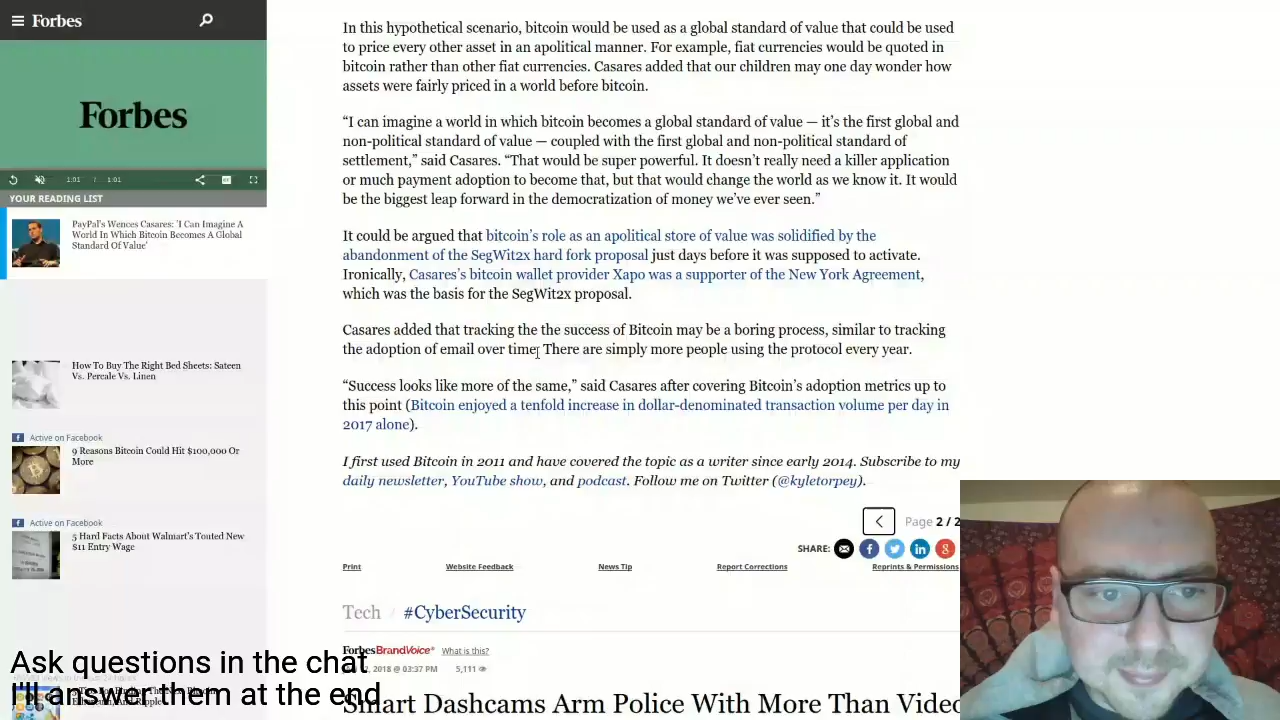 Forbes
Forbes
1:01 / 1:01
YOUR READING LIST
PayPal's Wences Casares: 'I Can Imagine A
World In Which Bitcoin Becomes A Global
Standard Of Value'
How To Buy The Right Bed Sheets: Sateen
Vs. Percale Vs. Linen
Active on Facebook
9 Reasons Bitcoin Could Hit $100,000 Or
More
Active on Facebook
5 Hard Facts About Walmart's Touted New
$11 Entry Wage
Ask questions in the chat
I'll answer them at the end
In this hypothetical scenario, bitcoin would be used as a global standard of value that could be used
to price every other asset in an apolitical manner. For example, fiat currencies would be quoted in
bitcoin rather than other fiat currencies. Casares added that our children may one day wonder how
assets were fairly priced in a world before bitcoin.
“I can imagine a world in which bitcoin becomes a global standard of value — it's the first global and
non-political standard of value — coupled with the first global and non-political standard of
settlement,” said Casares. “That would be super powerful. It doesn't really need a killer application
or much payment adoption to become that, but that would change the world as we know it. It would
be the biggest leap forward in the democratization of money we've ever seen.”
It could be argued that bitcoin's role as an apolitical store of value was solidified by the
abandonment of the SegWit2x hard fork proposal just days before it was supposed to activate.
Ironically, Casares's bitcoin wallet provider Xapo was a supporter of the New York Agreement,
which was the basis for the SegWit2x proposal.
Casares added that tracking the the success of Bitcoin may be a boring process, similar to tracking
the adoption of email over time. There are simply more people using the protocol every year.
“Success looks like more of the same,” said Casares after covering Bitcoin's adoption metrics up to
this point (Bitcoin enjoyed a tenfold increase in dollar-denominated transaction volume per day in
2017 alone).
I first used Bitcoin in 2011 and have covered the topic as a writer since early 2014. Subscribe to my
daily newsletter, YouTube show, and podcast. Follow me on Twitter (@kyletorpey).
Page 2 / 2
SHARE:
Print Website Feedback News Tip Report Corrections Reprints & Permissions
Tech / #CyberSecurity
ForbesBrandVoice® What is this?
2018 @ 03:37 PM 5,111
Smart Dashcams Arm Police With More Than Video